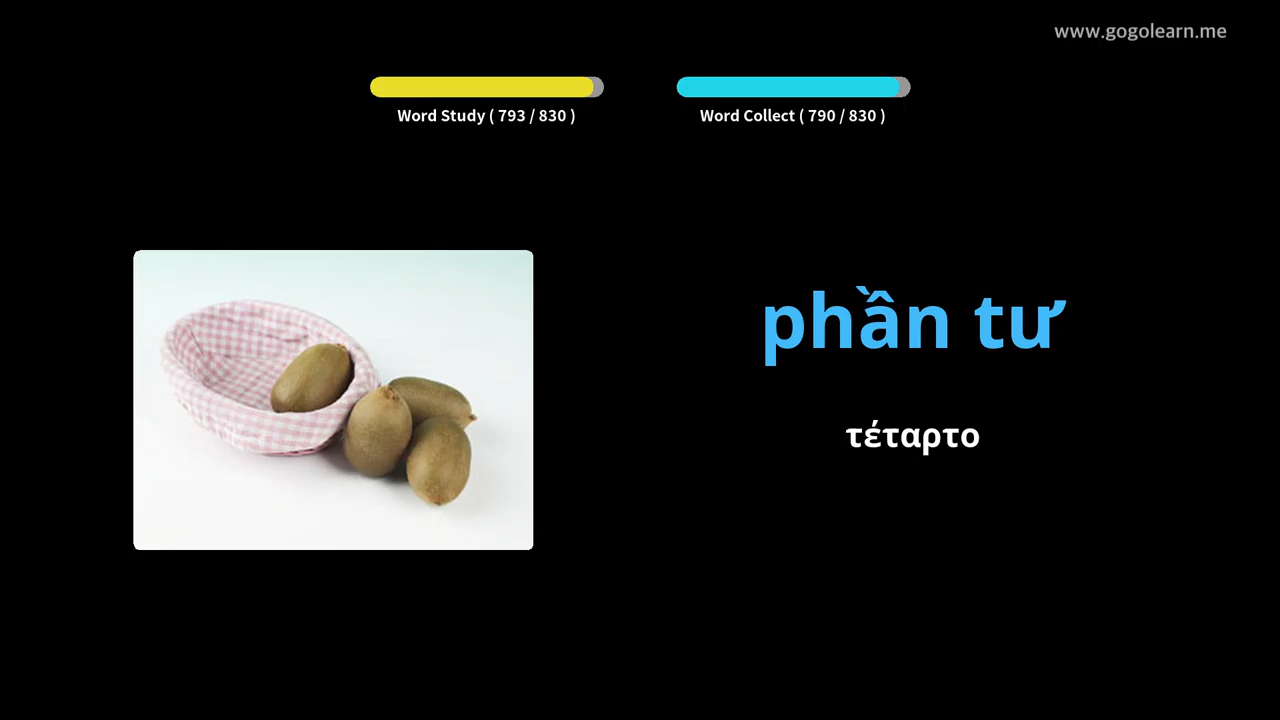 www.gogolearn.me
Word Study ( 793 / 830 )
Word Collect ( 790 / 830 )
phần tư
τέταρτο